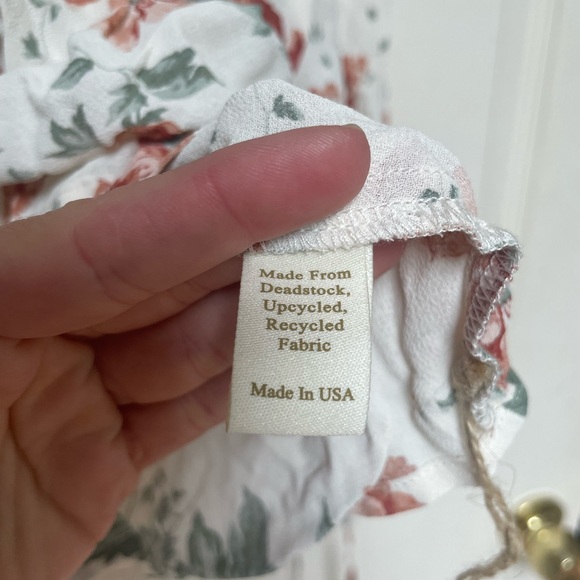 Made From
Deadstock,
Upcycled,
Recycled
Fabric
Made In USA